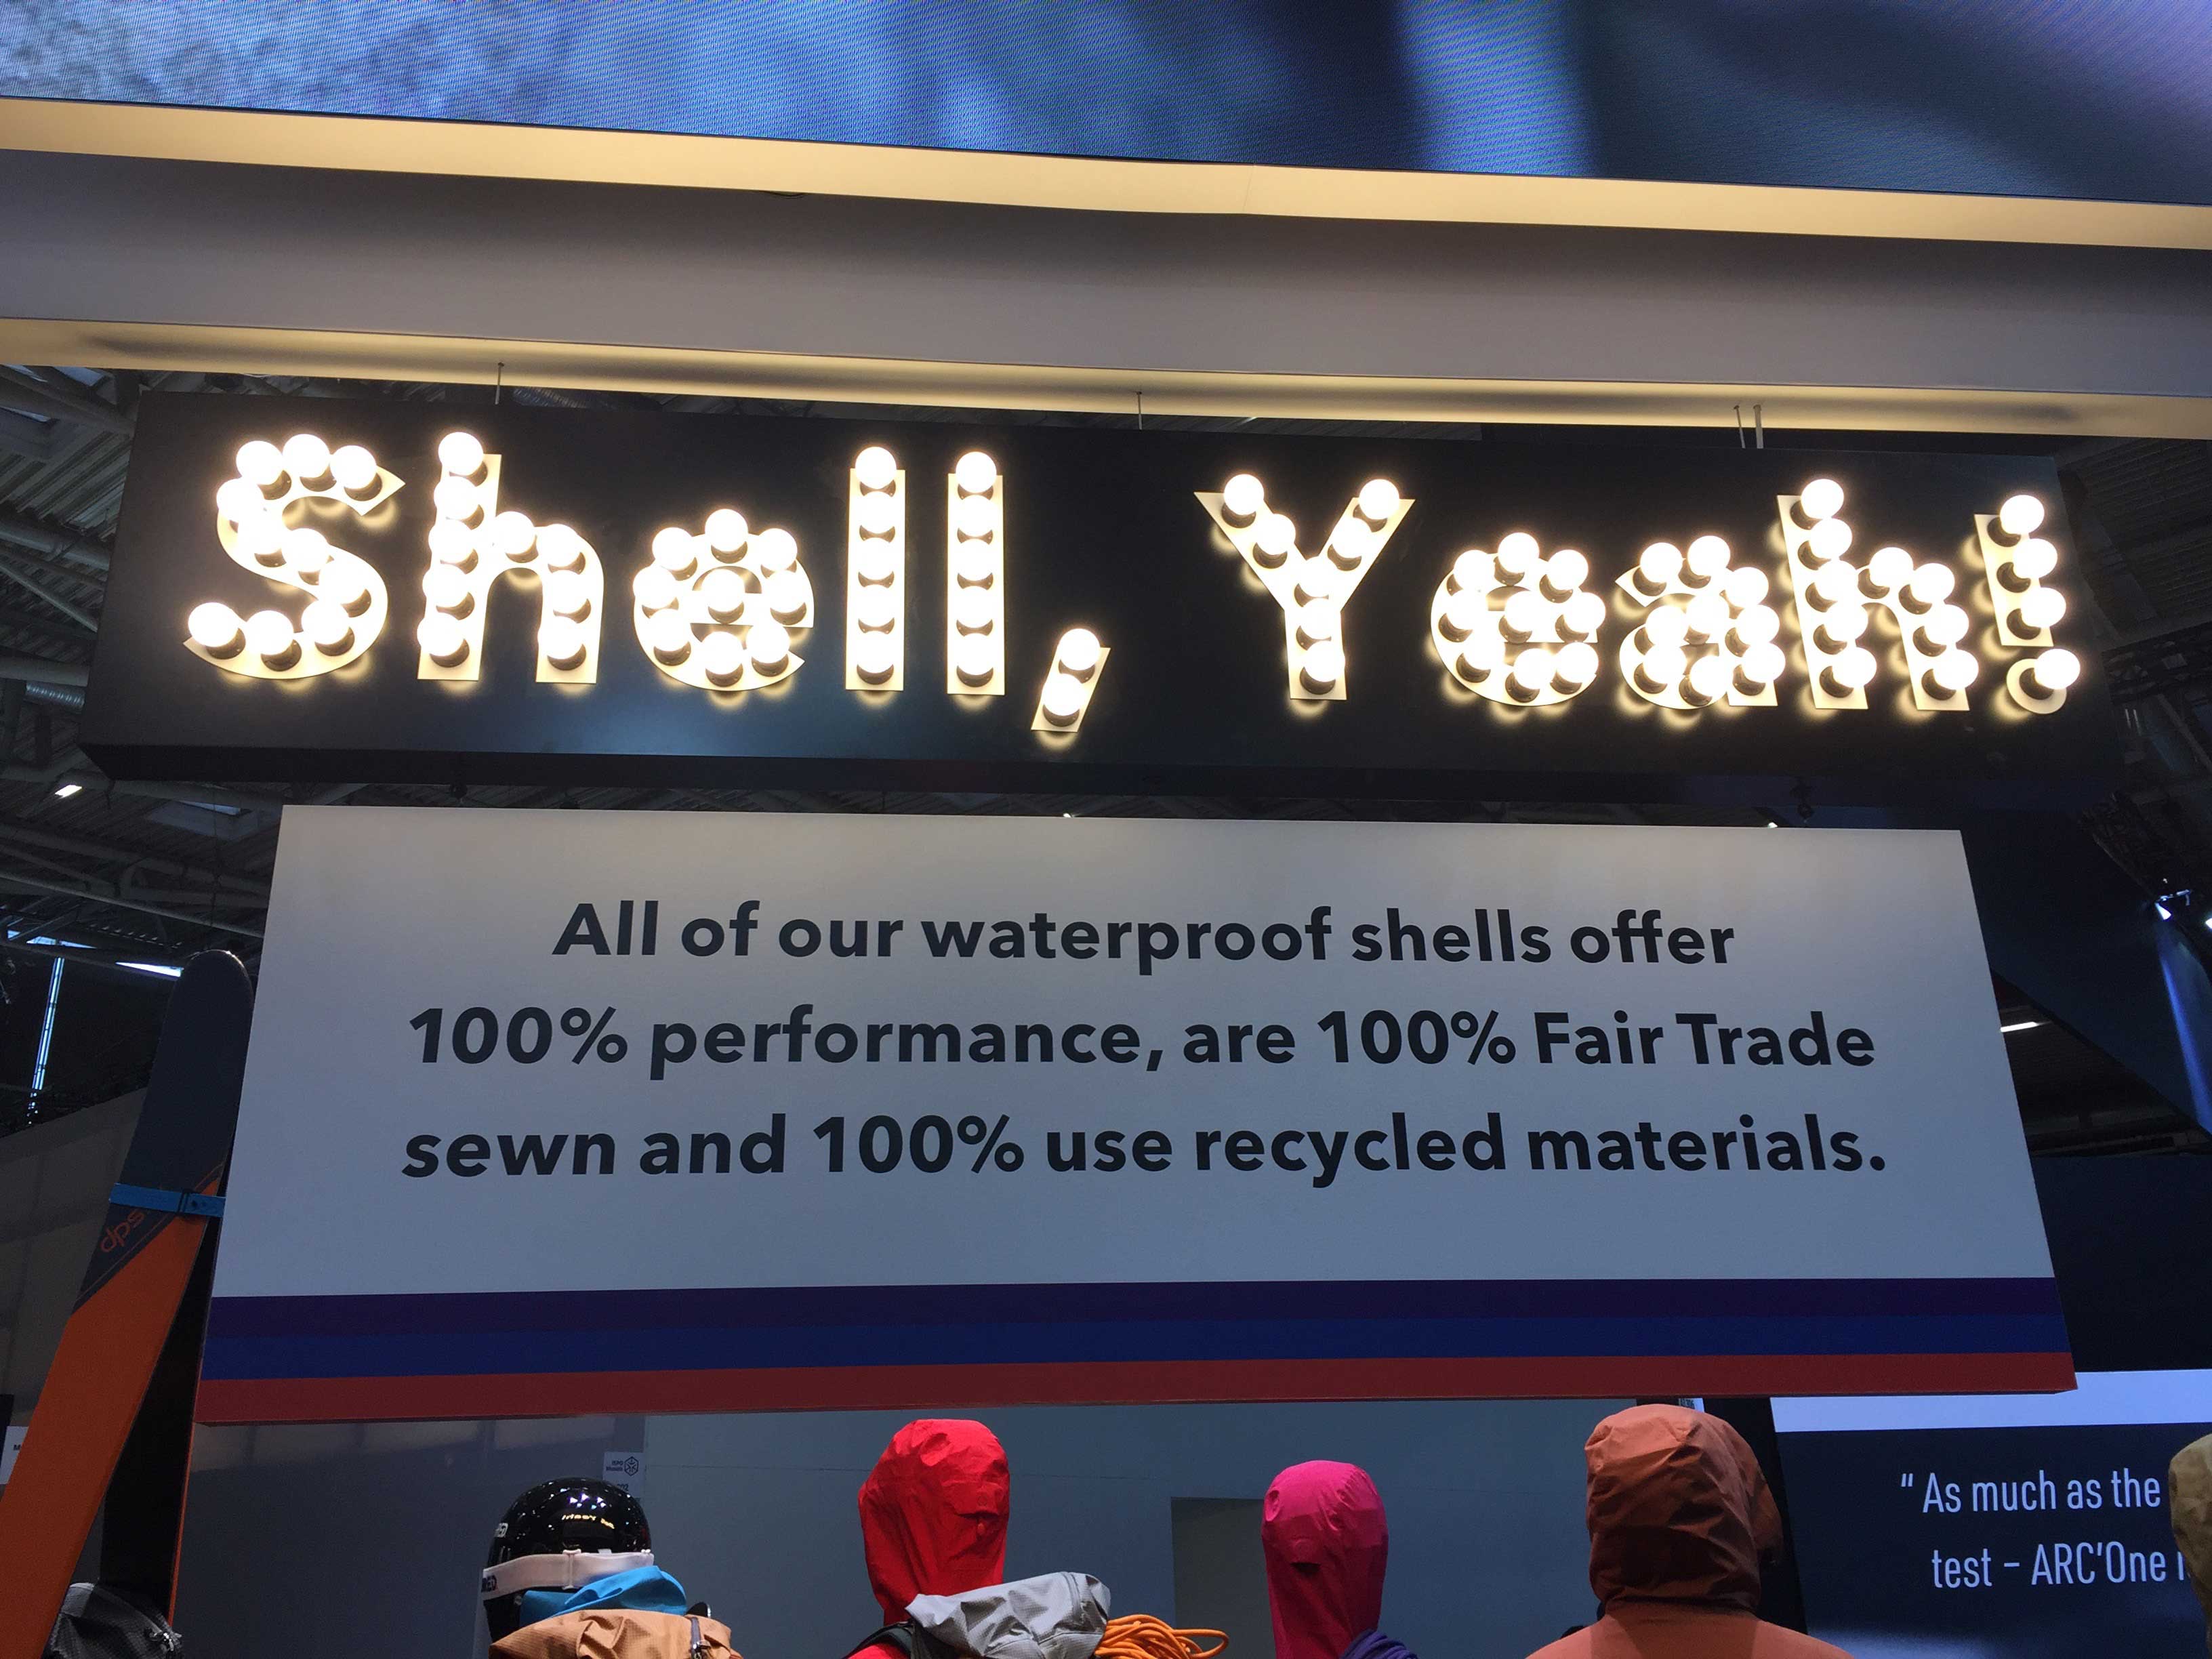 Shell, Yeah!
All of our waterproof shells offer
100% performance, are 100% Fair Trade
sewn and 100% use recycled materials.
dps
“ As much as the
test – ARC'One